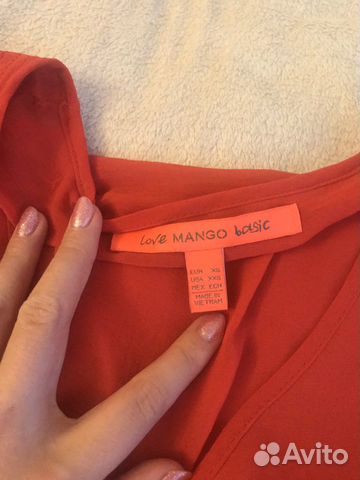 love MANGO basic
EUR XS
USA XXS
MEX ECH
MADE IN
VIETNAM
Avito